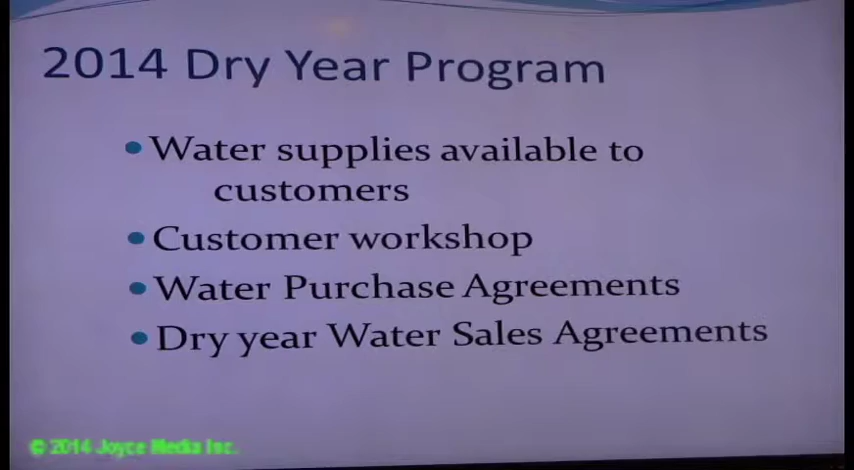 2014 Dry Year Program
• Water supplies available to
customers
• Customer workshop
• Water Purchase Agreements
• Dry year Water Sales Agreements
© 2014 Joyce Media Inc.